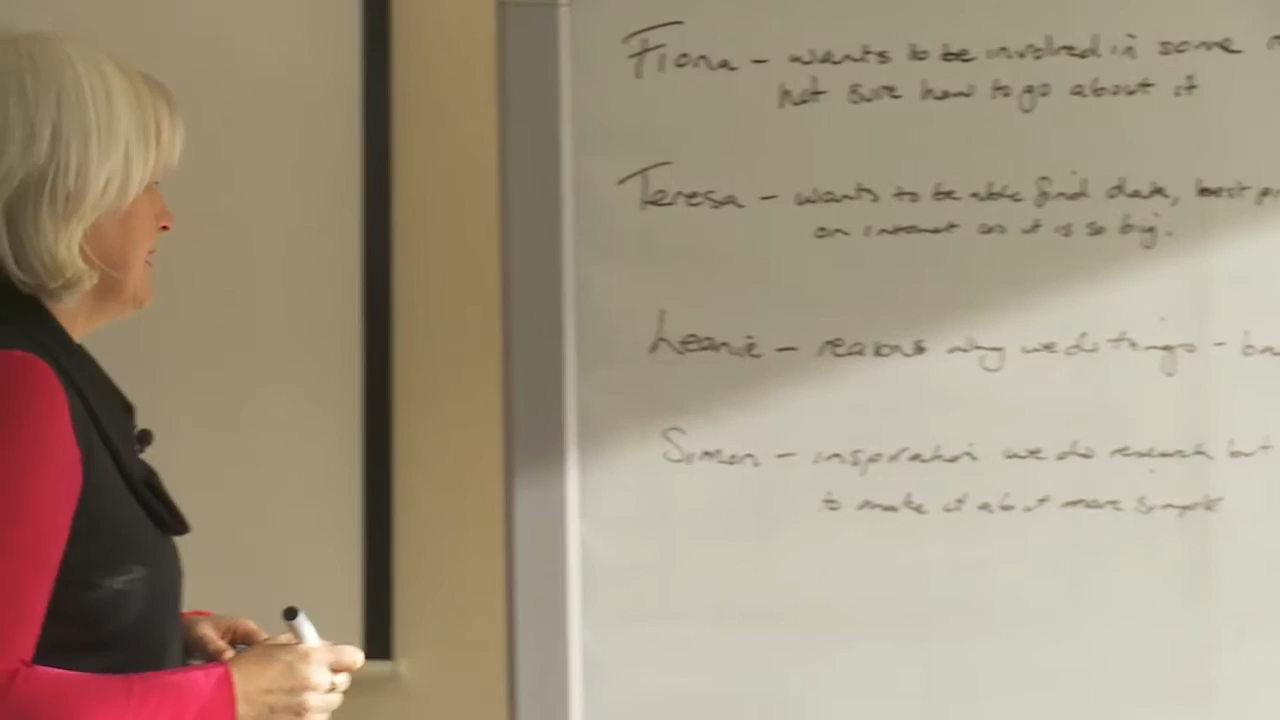 Fiona - wants to be involved in some
not sure how to go about it
Teresa - wants to be able find data, best
on internet as it is so big.
Leanie - reasons why we do things -
Simon - inspiration we do research but
to make it a bit more simple